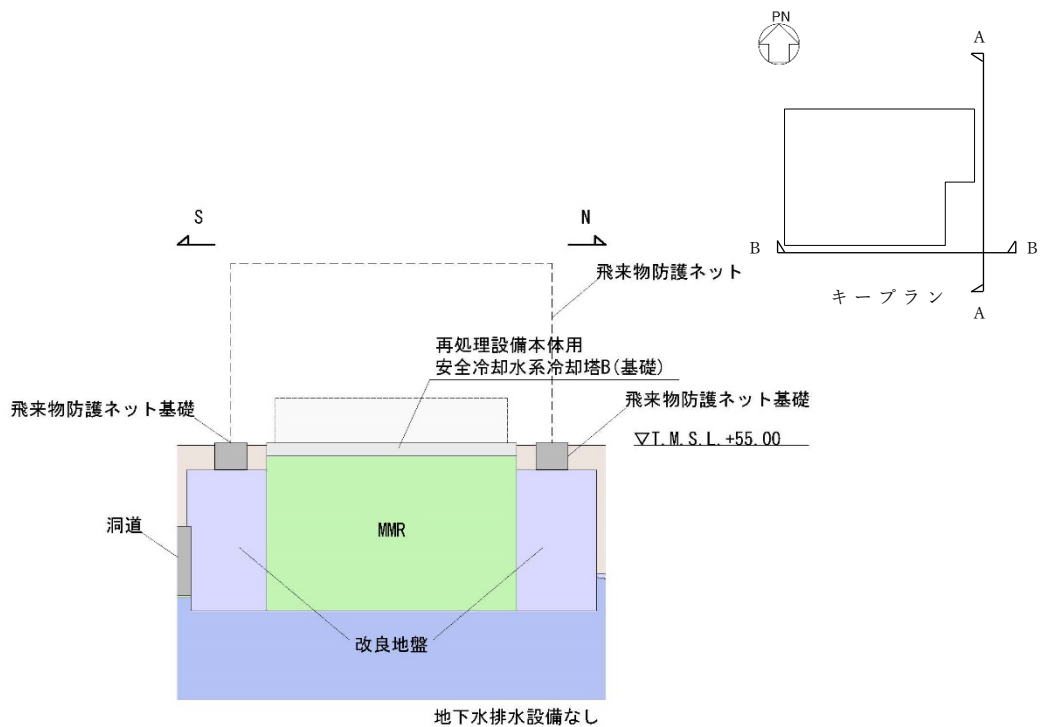 PN
A
B
B
キープラン
A
S
N
飛来物防護ネット
再処理設備本体用
安全冷却水系冷却塔B(基礎)
飛来物防護ネット基礎
飛来物防護ネット基礎
▽T.M.S.L.+55.00
洞道
MMR
改良地盤
地下水排水設備なし